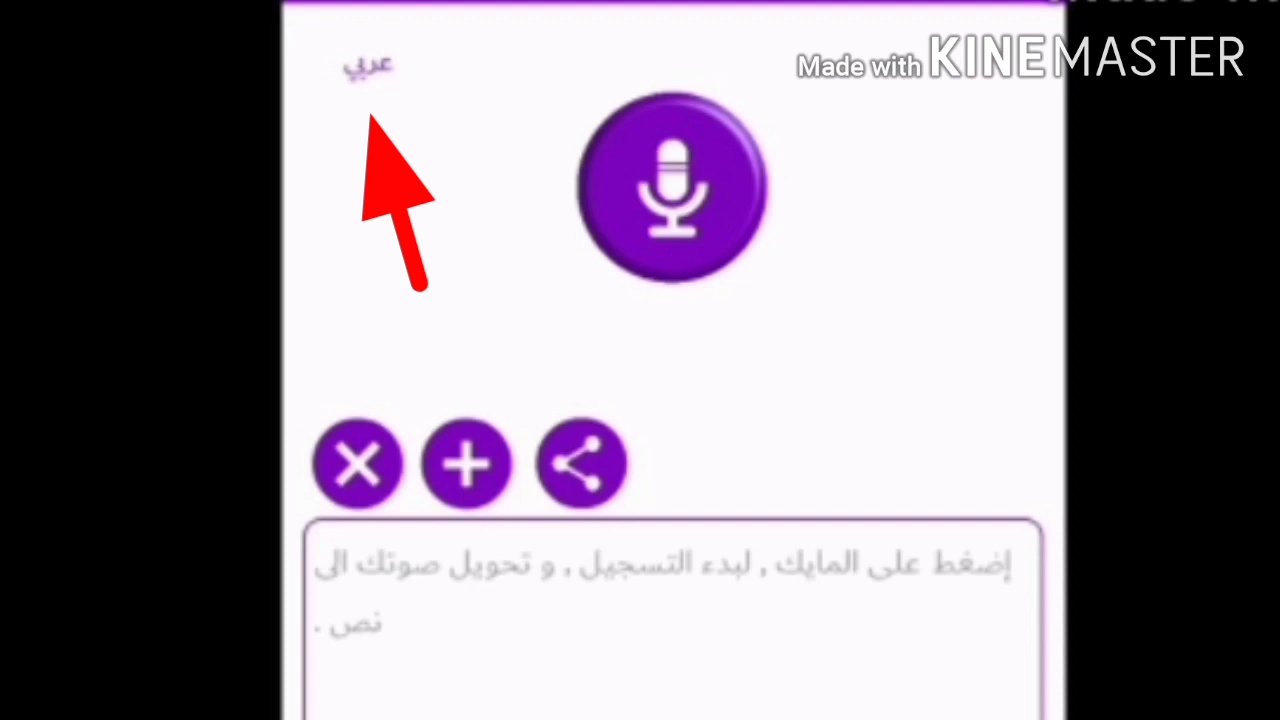 عربي
Made with KINEMASTER
إضغط على المايك , لبدء التسجيل , و تحويل صوتك الى
نص .